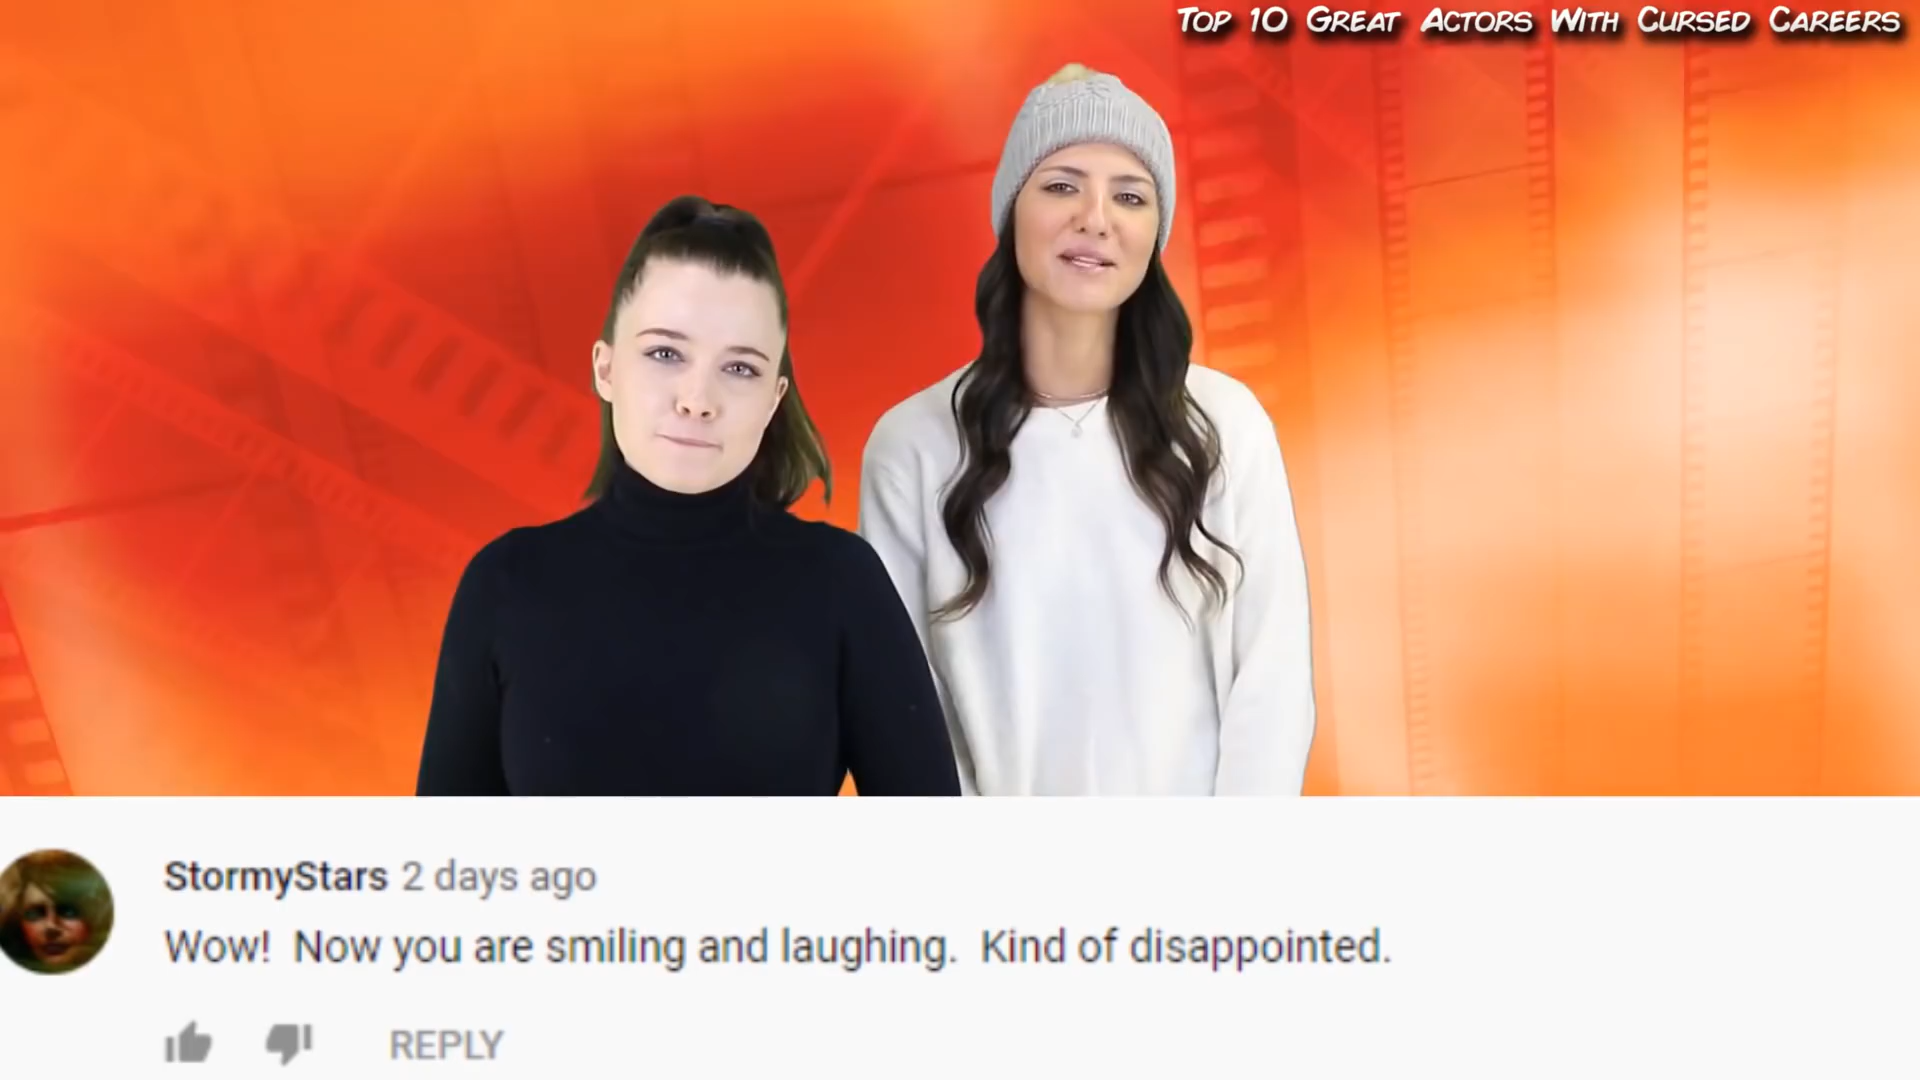 Top 10 Great Actors With Cursed Careers
StormyStars 2 days ago
Wow!  Now you are smiling and laughing.  Kind of disappointed.
REPLY